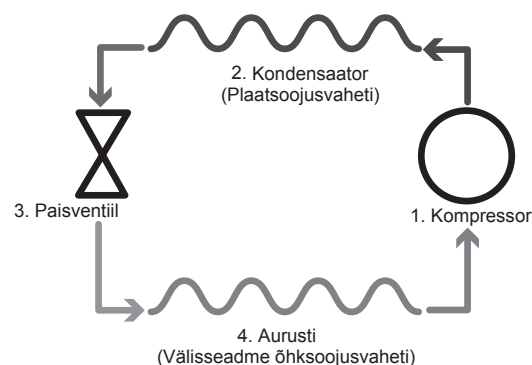 2. Kondensaator
(Plaatsoojusvaheti)
3. Paisventiil
1. Kompressor
4. Aurusti
(Välisseadme õhksoojusvaheti)